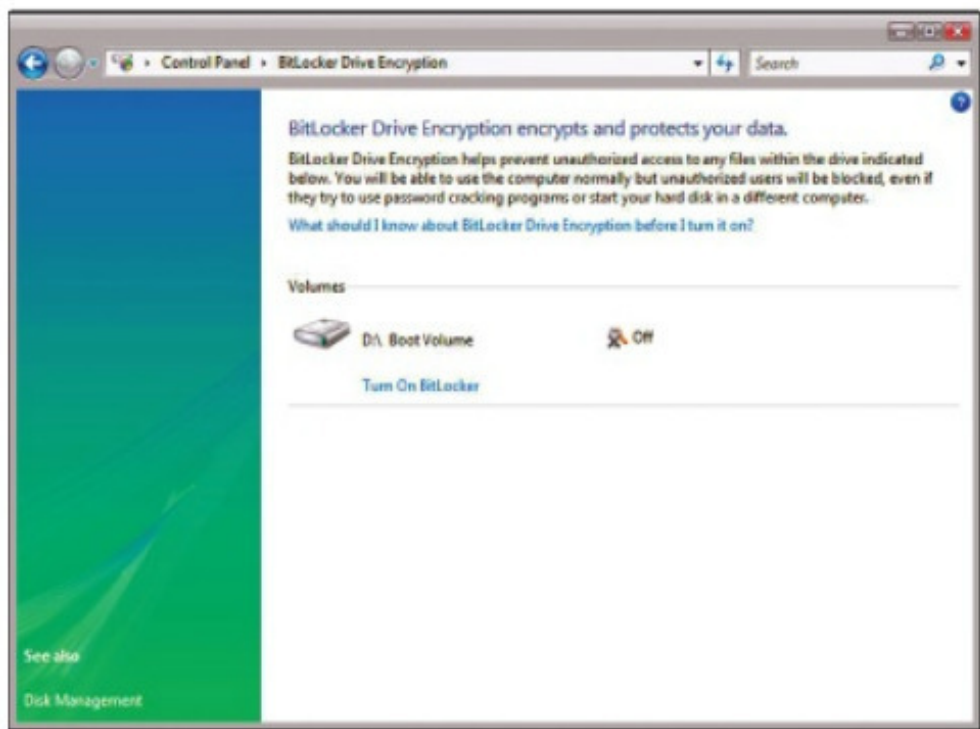 Control Panel
BitLocker Drive Encryption
Search
BitLocker Drive Encryption encrypts and protects your data.
BitLocker Drive Encryption helps prevent unauthorized access to any files within the drive indicated
below. You will be able to use the computer normally but unauthorized users will be blocked, even if
they try to use password cracking programs or start your hard disk in a different computer.
What should I know about BitLocker Drive Encryption before I turn it on?
Volumes
D:\ Boot Volume
Off
Turn On BitLocker
See also
Disk Management